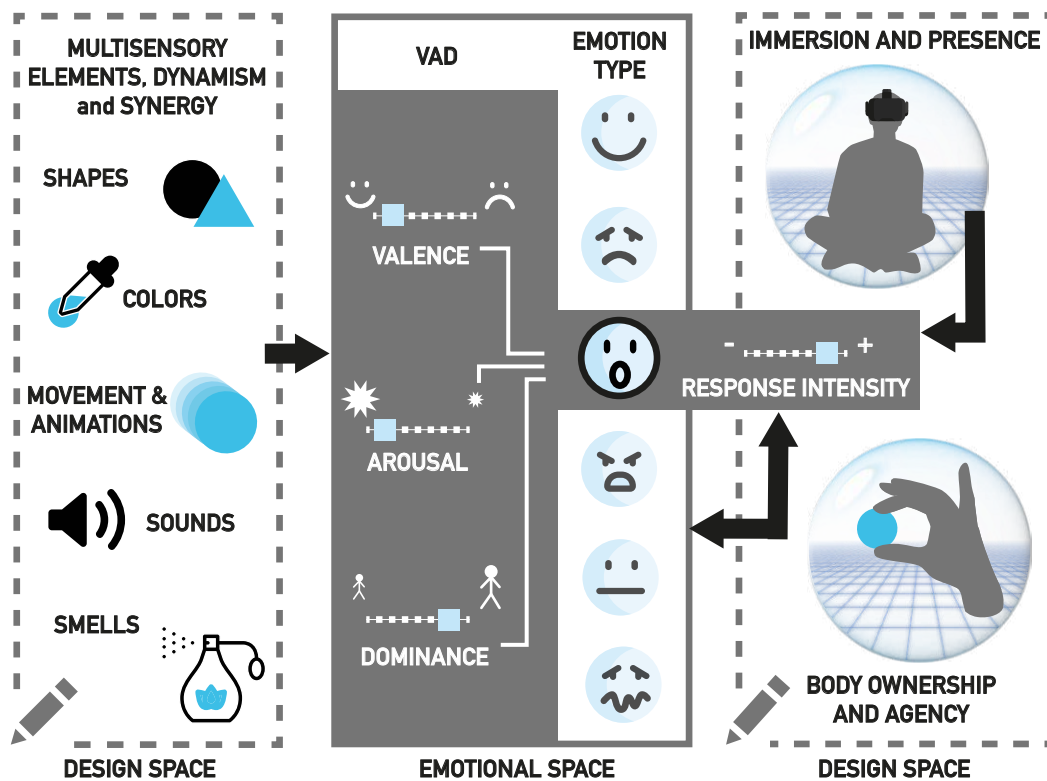 MULTISENSORY
ELEMENTS, DYNAMISM
and SYNERGY
SHAPES
COLORS
MOVEMENT &
ANIMATIONS
SOUNDS
SMELLS
DESIGN SPACE
VAD
EMOTION
TYPE
VALENCE
AROUSAL
DOMINANCE
EMOTIONAL SPACE
IMMERSION AND PRESENCE
- +
RESPONSE INTENSITY
BODY OWNERSHIP
AND AGENCY
DESIGN SPACE